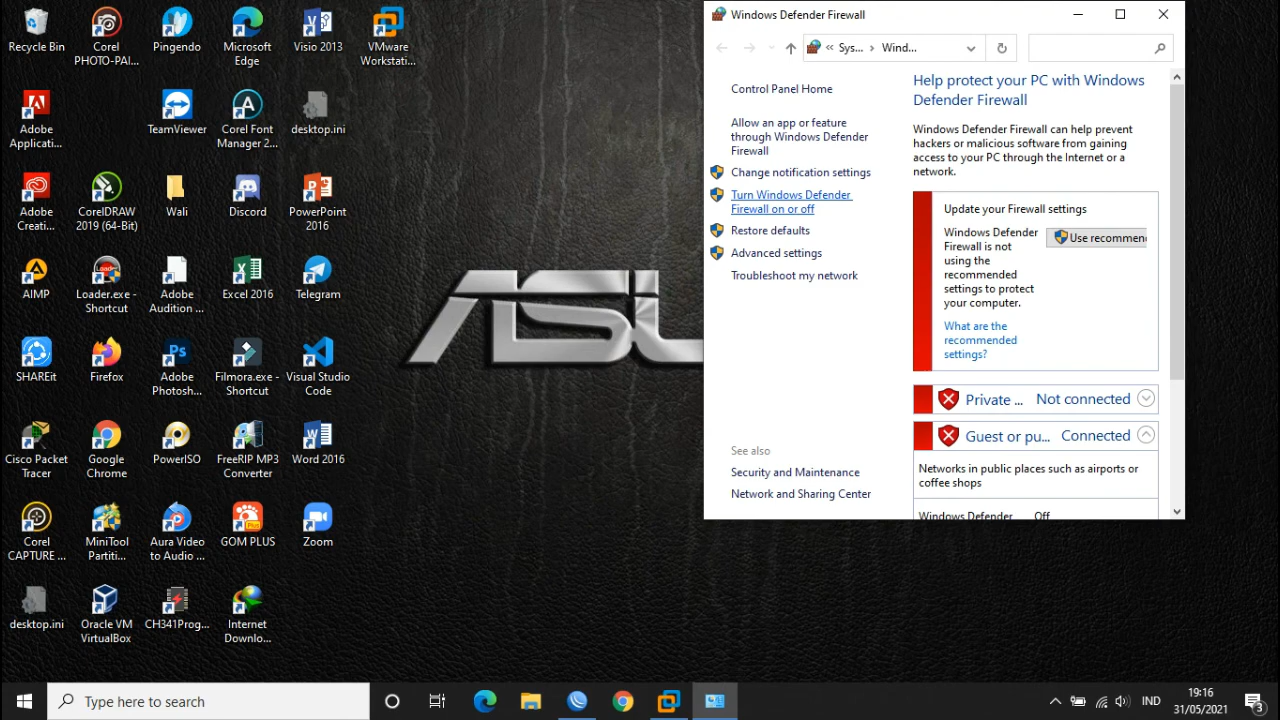 Recycle Bin
Corel
PHOTO-PAI...
Pingendo
Microsoft
Edge
Visio 2013
VMware
Workstati...
Adobe
Applicati...
TeamViewer
Corel Font
Manager 2...
desktop.ini
Adobe
Creati...
CorelDRAW
2019 (64-Bit)
Wali
Discord
PowerPoint
2016
AIMP
Loader.exe -
Shortcut
Adobe
Audition ...
Excel 2016
Telegram
SHAREit
Firefox
Adobe
Photosh...
Filmora.exe -
Shortcut
Visual Studio
Code
Cisco Packet
Tracer
Google
Chrome
PowerISO
FreeRIP MP3
Converter
Word 2016
Corel
CAPTURE ...
MiniTool
Partiti...
Aura Video
to Audio ...
GOM PLUS
Zoom
desktop.ini
Oracle VM
VirtualBox
CH341Prog...
Internet
Downlo...
ASU
Windows Defender Firewall
« Sys... › Wind...
Control Panel Home
Allow an app or feature
through Windows Defender
Firewall
Change notification settings
Turn Windows Defender
Firewall on or off
Restore defaults
Advanced settings
Troubleshoot my network
See also
Security and Maintenance
Network and Sharing Center
Help protect your PC with Windows
Defender Firewall
Windows Defender Firewall can help prevent
hackers or malicious software from gaining
access to your PC through the Internet or a
network.
Update your Firewall settings
Windows Defender
Firewall is not
using the
recommended
settings to protect
your computer.
Use recommen
What are the
recommended
settings?
Private ... Not connected
Guest or pu... Connected
Networks in public places such as airports or
coffee shops
Windows Defender Off
Type here to search
IND
19:16
31/05/2021
3